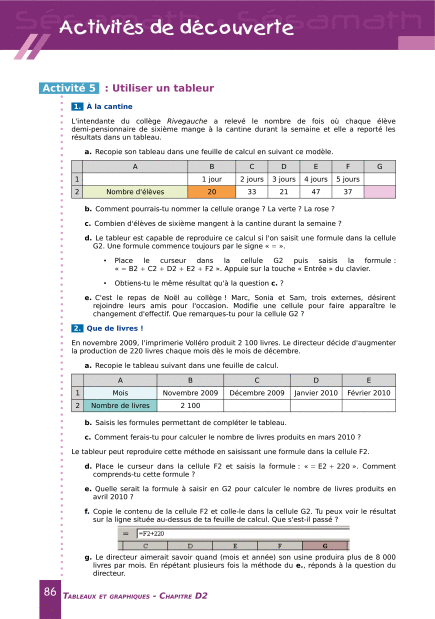 Sésamath Sésamath
Activités de découverte
Activité 5 : Utiliser un tableur
1. À la cantine
L'intendante du collège Rivegauche a relevé le nombre de fois où chaque élève
demi-pensionnaire de sixième mange à la cantine durant la semaine et elle a reporté les
résultats dans un tableau.
a. Recopie son tableau dans une feuille de calcul en suivant ce modèle.
A B C D E F G
1 1 jour 2 jours 3 jours 4 jours 5 jours
2 Nombre d'élèves 20 33 21 47 37
b. Comment pourrais-tu nommer la cellule orange ? La verte ? La rose ?
c. Combien d'élèves de sixième mangent à la cantine durant la semaine ?
d. Le tableur est capable de reproduire ce calcul si l'on saisit une formule dans la cellule
G2. Une formule commence toujours par le signe « = ».
• Place le curseur dans la cellule G2 puis saisis la formule :
« = B2 + C2 + D2 + E2 + F2 ». Appuie sur la touche « Entrée » du clavier.
• Obtiens-tu le même résultat qu'à la question c. ?
e. C'est le repas de Noël au collège ! Marc, Sonia et Sam, trois externes, désirent
rejoindre leurs amis pour l'occasion. Modifie une cellule pour faire apparaître le
changement d'effectif. Que remarques-tu pour la cellule G2 ?
2. Que de livres !
En novembre 2009, l'imprimerie Volléro produit 2 100 livres. Le directeur décide d'augmenter
la production de 220 livres chaque mois dès le mois de décembre.
a. Recopie le tableau suivant dans une feuille de calcul.
A B C D E
1 Mois Novembre 2009 Décembre 2009 Janvier 2010 Février 2010
2 Nombre de livres 2 100
b. Saisis les formules permettant de compléter le tableau.
c. Comment ferais-tu pour calculer le nombre de livres produits en mars 2010 ?
Le tableur peut reproduire cette méthode en saisissant une formule dans la cellule F2.
d. Place le curseur dans la cellule F2 et saisis la formule : « = E2 + 220 ». Comment
comprends-tu cette formule ?
e. Quelle serait la formule à saisir en G2 pour calculer le nombre de livres produits en
avril 2010 ?
f. Copie le contenu de la cellule F2 et colle-le dans la cellule G2. Tu peux voir le résultat
sur la ligne située au-dessus de ta feuille de calcul. Que s'est-il passé ?
= =F2+220
C D E F G
g. Le directeur aimerait savoir quand (mois et année) son usine produira plus de 8 000
livres par mois. En répétant plusieurs fois la méthode du e., réponds à la question du
directeur.
86 Tableaux et graphiques - Chapitre D2